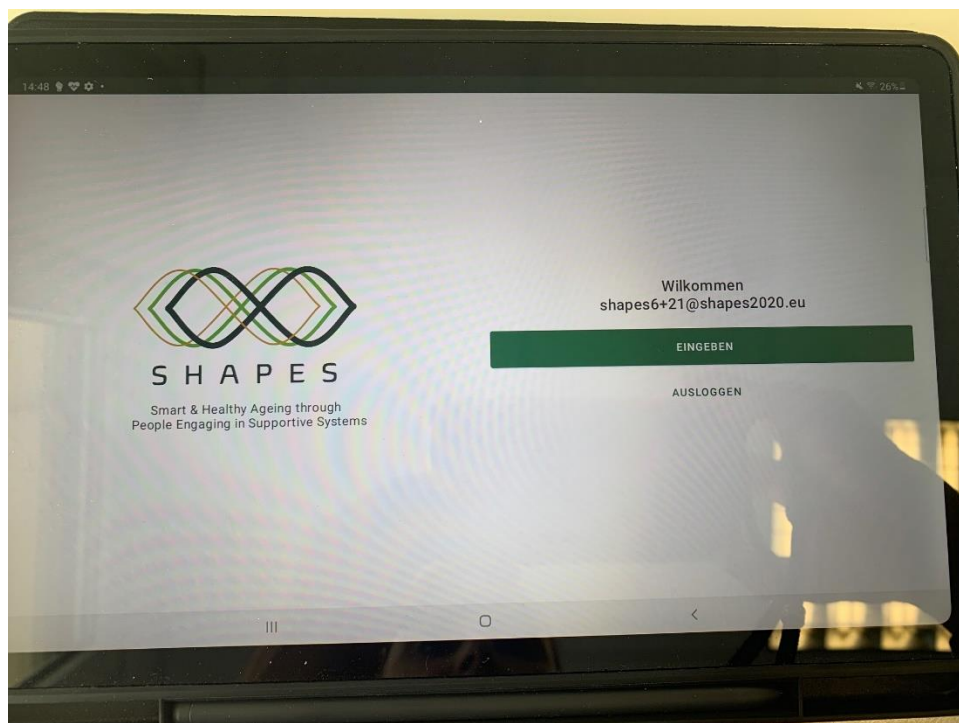 14:48
26%
SHAPES
Smart & Healthy Ageing through
People Engaging in Supportive Systems
Wilkommen
shapes6+21@shapes2020.eu
EINGEBEN
AUSLOGGEN